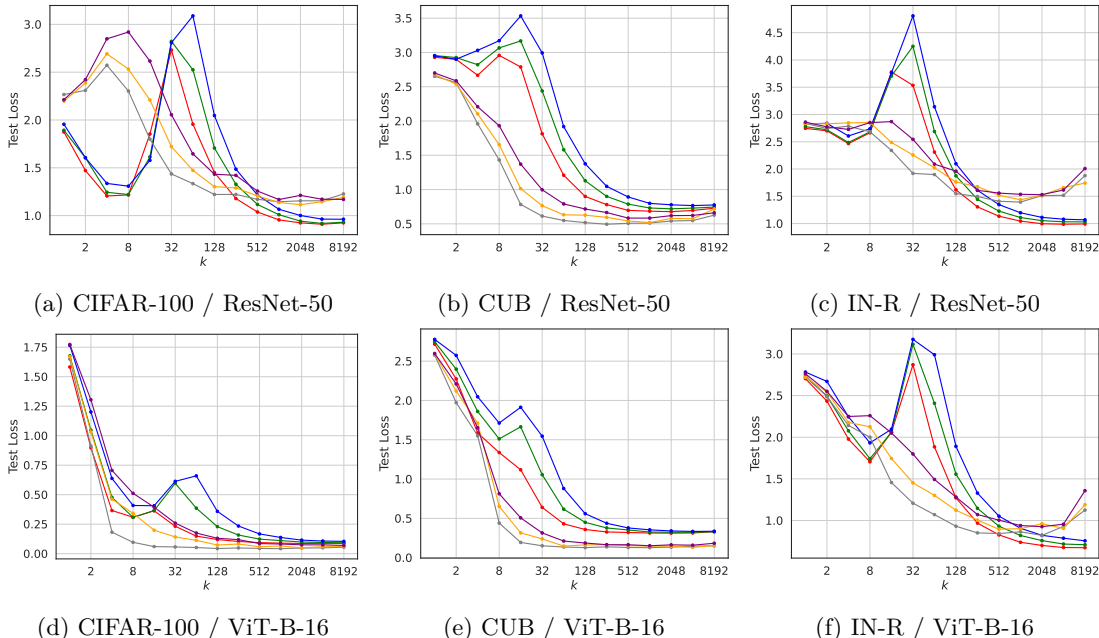 3.0
2.5
2.0
1.5
1.0
Test Loss
2 8 32 128 512 2048 8192
k
(a) CIFAR-100 / ResNet-50
3.5
3.0
2.5
2.0
1.5
1.0
0.5
Test Loss
2 8 32 128 512 2048 8192
k
(b) CUB / ResNet-50
4.5
4.0
3.5
3.0
2.5
2.0
1.5
1.0
Test Loss
2 8 32 128 512 2048 8192
k
(c) IN-R / ResNet-50
1.75
1.50
1.25
1.00
0.75
0.50
0.25
0.00
Test Loss
2 8 32 128 512 2048 8192
k
(d) CIFAR-100 / ViT-B-16
2.5
2.0
1.5
1.0
0.5
0.0
Test Loss
2 8 32 128 512 2048 8192
k
(e) CUB / ViT-B-16
3.0
2.5
2.0
1.5
1.0
Test Loss
2 8 32 128 512 2048 8192
k
(f) IN-R / ViT-B-16